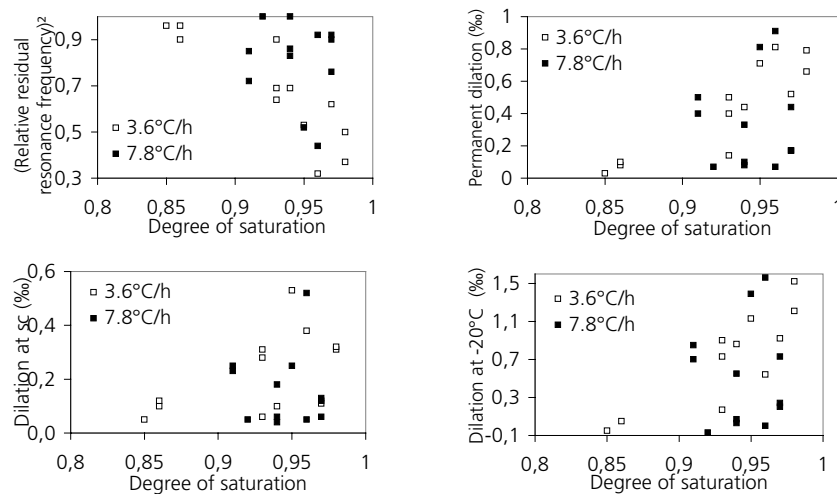 (Relative residual
resonance frequency)²
0,9
0,7
0,5
0,3
3.6°C/h
7.8°C/h
0,8 0,85 0,9 0,95 1
Degree of saturation
Permanent dilation (‰)
1
0,8
0,6
0,4
0,2
0
3.6°C/h
7.8°C/h
0,8 0,85 0,9 0,95 1
Degree of saturation
Dilation at sc (‰)
0,6
0,4
0,2
0,0
3.6°C/h
7.8°C/h
0,8 0,85 0,9 0,95 1
Degree of saturation
Dilation at -20°C (‰)
1,5
1,1
0,7
0,3
-0,1
3.6°C/h
7.8°C/h
0,8 0,85 0,9 0,95 1
Degree of saturation